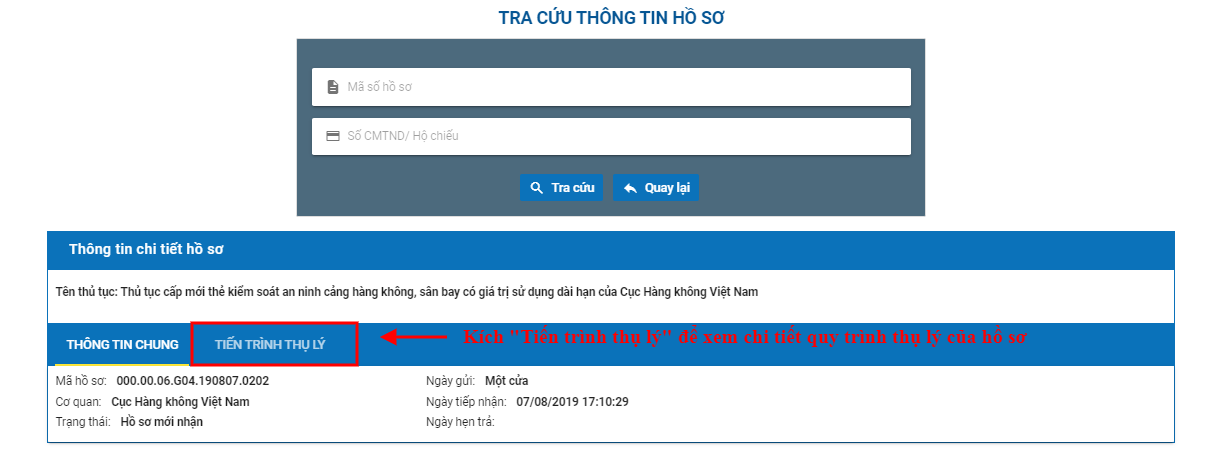 TRA CỨU THÔNG TIN HỒ SƠ
Mã số hồ sơ
Số CMTND/ Hộ chiếu
Tra cứu Quay lại
Thông tin chi tiết hồ sơ
Tên thủ tục: Thủ tục cấp mới thẻ kiểm soát an ninh cảng hàng không, sân bay có giá trị sử dụng dài hạn của Cục Hàng không Việt Nam
THÔNG TIN CHUNG TIẾN TRÌNH THỤ LÝ Kích "Tiến trình thụ lý" để xem chi tiết quy trình thụ lý của hồ sơ
Mã hồ sơ: 000.00.06.G04.190807.0202 Ngày gửi: Một cửa
Cơ quan: Cục Hàng không Việt Nam Ngày tiếp nhận: 07/08/2019 17:10:29
Trạng thái: Hồ sơ mới nhận Ngày hẹn trả: